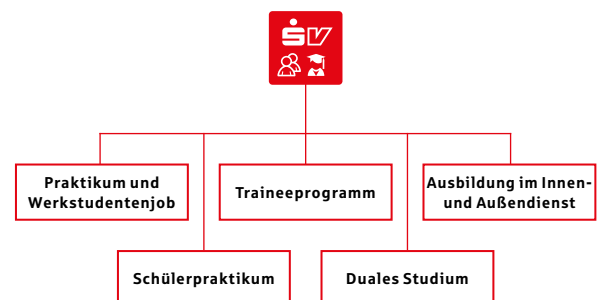 SV
Praktikum und
Werkstudentenjob
Traineeprogramm
Ausbildung im Innen-
und Außendienst
Schülerpraktikum
Duales Studium